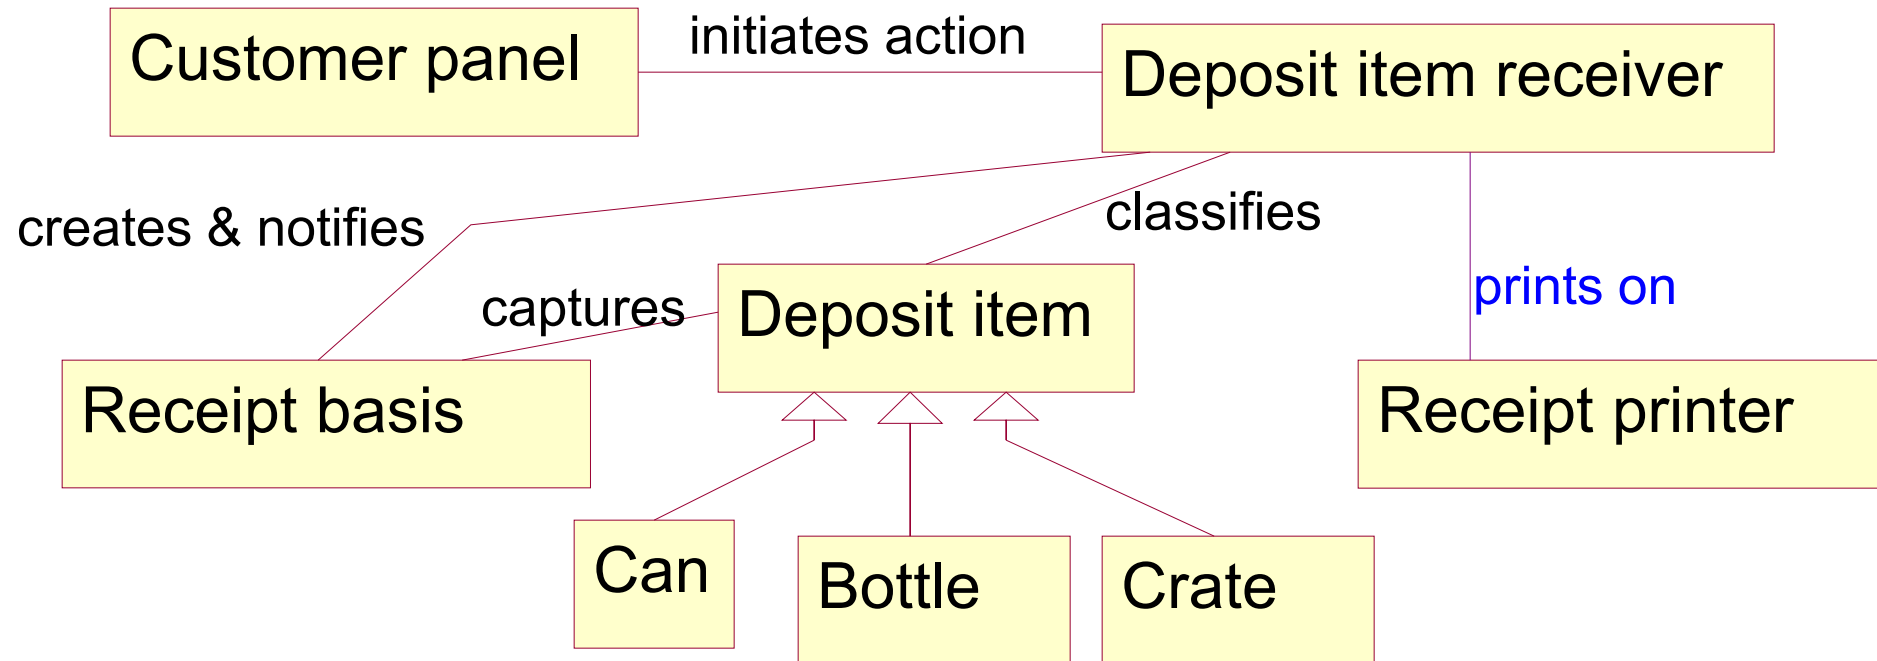 Customer panel
initiates action
Deposit item receiver
creates & notifies
classifies
captures
Deposit item
prints on
Receipt basis
Receipt printer
Can
Bottle
Crate